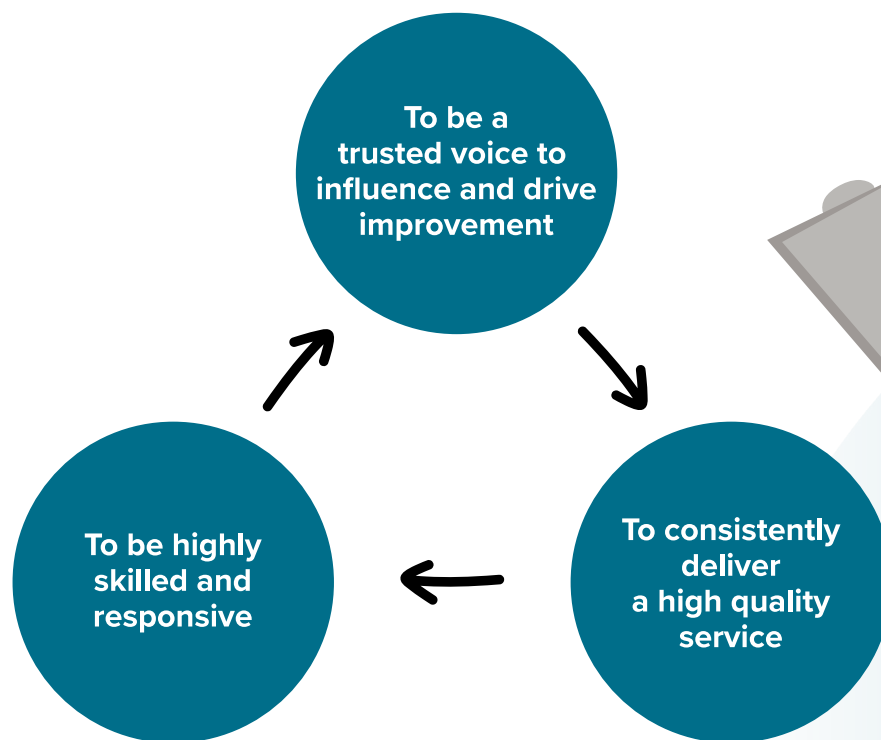 To be a
trusted voice to
influence and drive
improvement
To consistently
deliver
a high quality
service
To be highly
skilled and
responsive